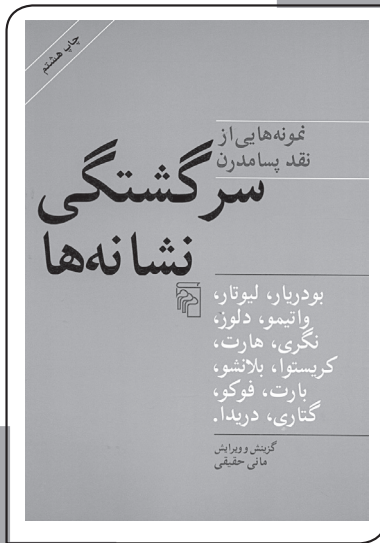 چاپ هشتم
نمونه‌هایی از
نقد پسامدرن
سرگشتگی
نشانه‌ها
بودریار، لیوتار،
واتیمو، دلوز،
نگری، هارت،
کریستوا، بلانشو،
بارت، فوکو،
گتاری، دریدا.
گزینش و ویرایش
مانی حقیقی